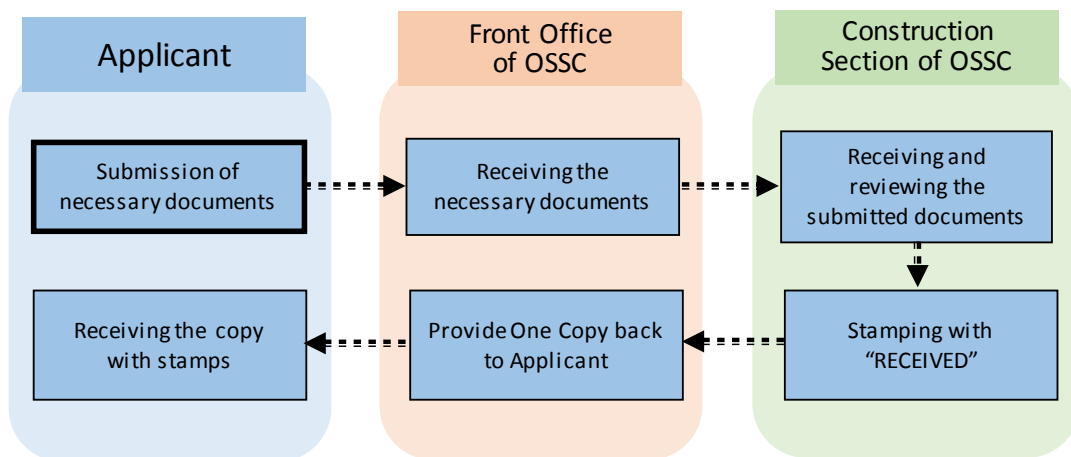 Applicant
Front Office
of OSSC
Construction
Section of OSSC
Submission of
necessary documents
Receiving the
necessary documents
Receiving and
reviewing the
submitted documents
Receiving the copy
with stamps
Provide One Copy back
to Applicant
Stamping with
“RECEIVED”